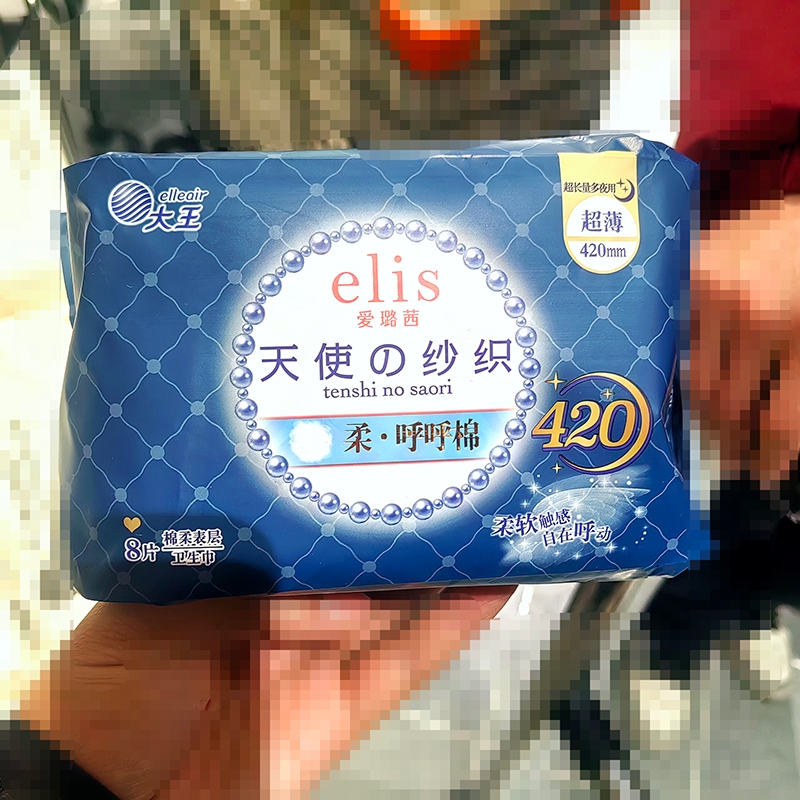 elleair
大王
超长量多夜用
超薄
420mm
elis
爱璐茜
天使の纱织
tenshi no saori
柔·呼呼棉
420
柔软触感
自在呼动
8片
棉柔表层
卫生巾